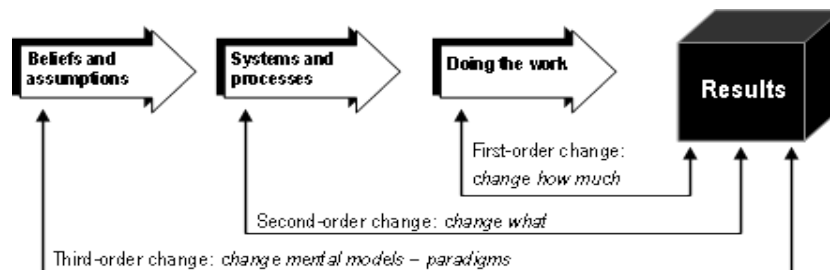 Beliefs and
assumptions
Systems and
processes
Doing the work
Results
First-order change:
change how much
Second-order change: change what
Third-order change: change mental models – paradigms